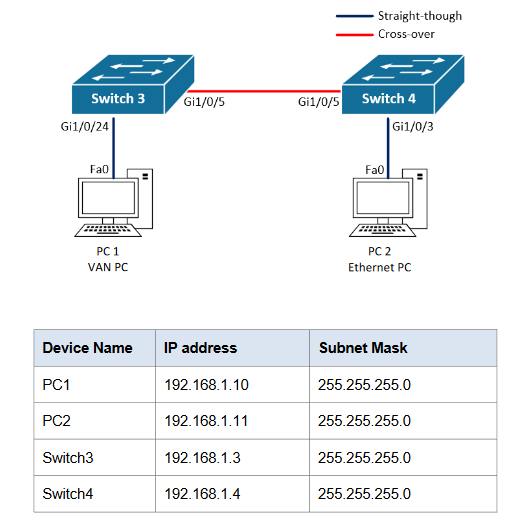 Straight-though
Cross-over
Switch 3
Gi1/0/5
Gi1/0/5
Switch 4
Gi1/0/24
Gi1/0/3
Fa0
Fa0
PC 1
VAN PC
PC 2
Ethernet PC
Device Name IP address Subnet Mask
PC1 192.168.1.10 255.255.255.0
PC2 192.168.1.11 255.255.255.0
Switch3 192.168.1.3 255.255.255.0
Switch4 192.168.1.4 255.255.255.0